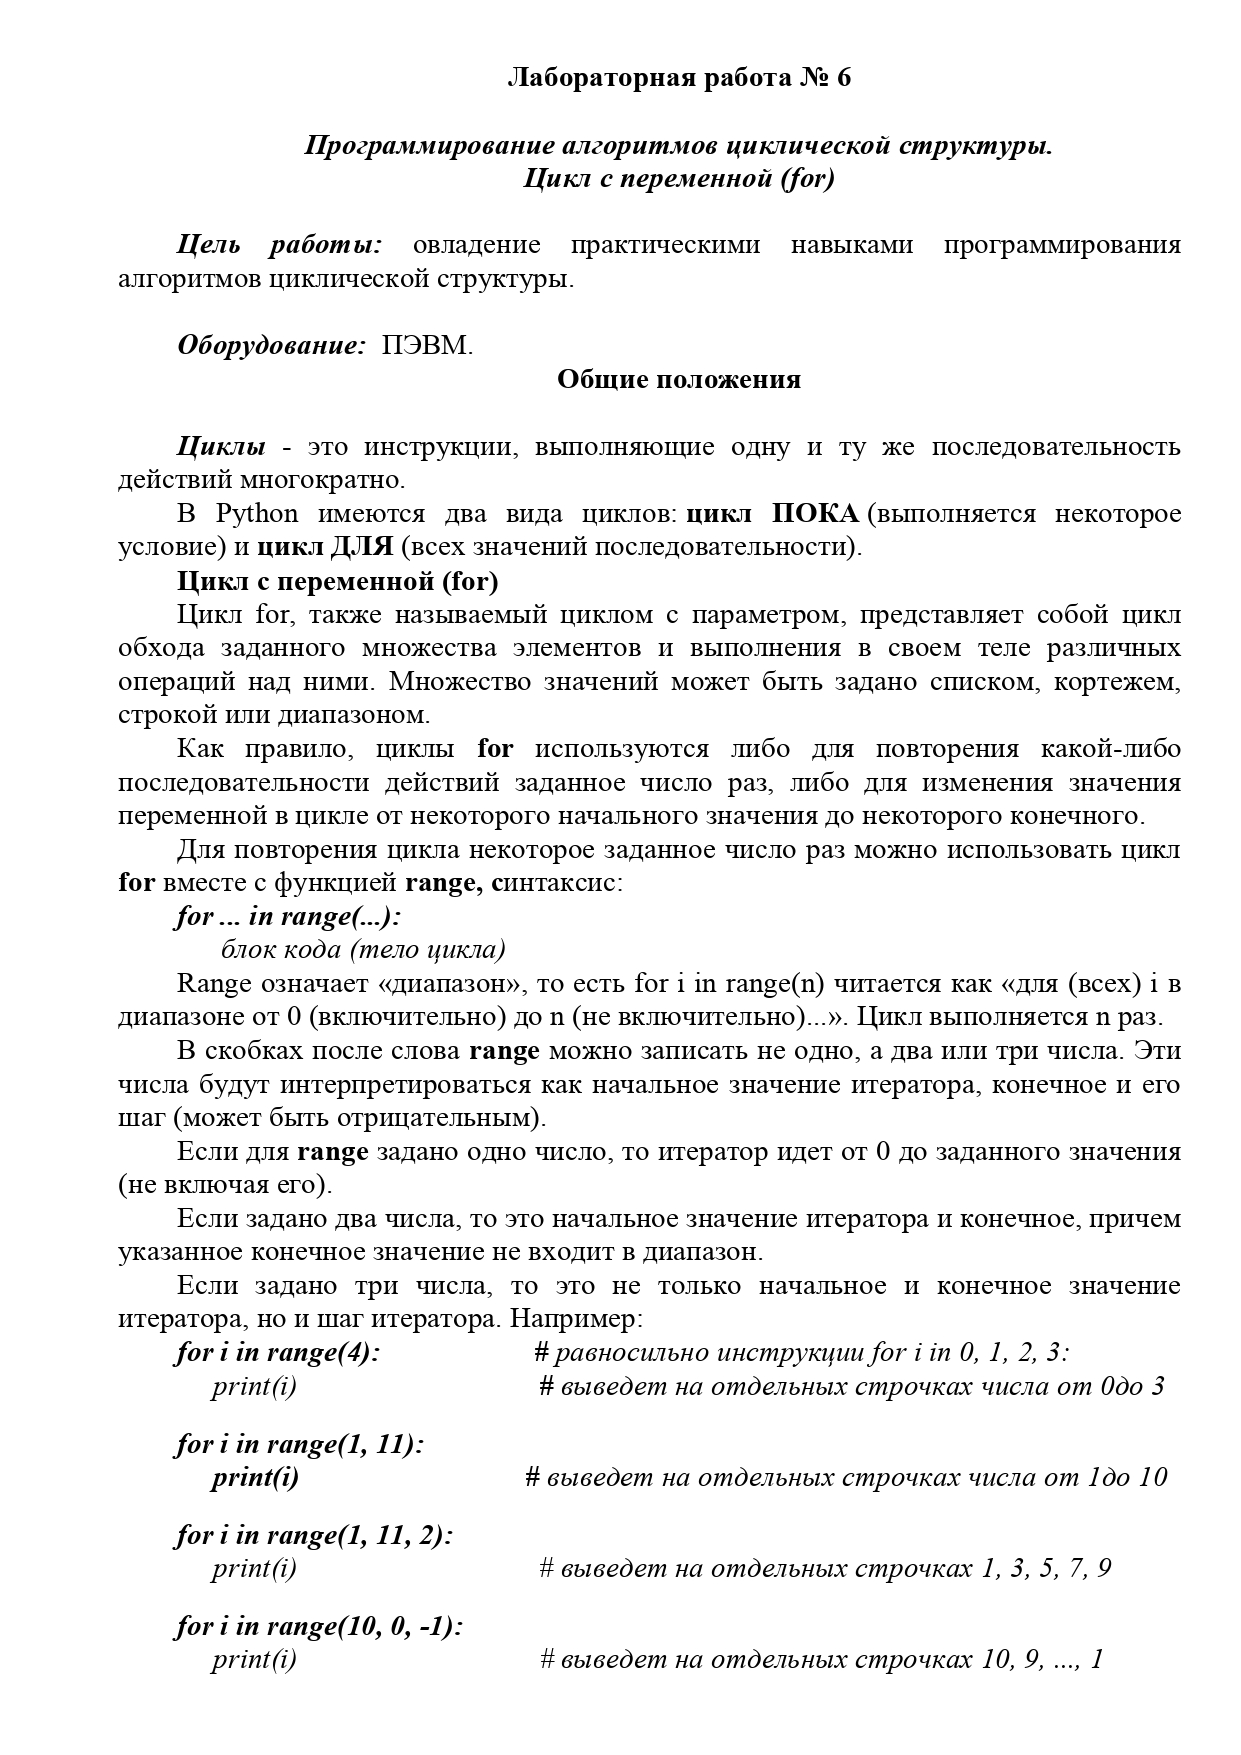 Лабораторная работа № 6
Программирование алгоритмов циклической структуры.
Цикл с переменной (for)
Цель работы: овладение практическими навыками программирования
алгоритмов циклической структуры.
Оборудование: ПЭВМ.
Общие положения
Циклы - это инструкции, выполняющие одну и ту же последовательность
действий многократно.
В Python имеются два вида циклов: цикл ПОКА (выполняется некоторое
условие) и цикл ДЛЯ (всех значений последовательности).
Цикл с переменной (for)
Цикл for, также называемый циклом с параметром, представляет собой цикл
обхода заданного множества элементов и выполнения в своем теле различных
операций над ними. Множество значений может быть задано списком, кортежем,
строкой или диапазоном.
Как правило, циклы for используются либо для повторения какой-либо
последовательности действий заданное число раз, либо для изменения значения
переменной в цикле от некоторого начального значения до некоторого конечного.
Для повторения цикла некоторое заданное число раз можно использовать цикл
for вместе с функцией range, синтаксис:
for ... in range(...):
блок кода (тело цикла)
Range означает «диапазон», то есть for i in range(n) читается как «для (всех) i в
диапазоне от 0 (включительно) до n (не включительно)...». Цикл выполняется n раз.
В скобках после слова range можно записать не одно, а два или три числа. Эти
числа будут интерпретироваться как начальное значение итератора, конечное и его
шаг (может быть отрицательным).
Если для range задано одно число, то итератор идет от 0 до заданного значения
(не включая его).
Если задано два числа, то это начальное значение итератора и конечное, причем
указанное конечное значение не входит в диапазон.
Если задано три числа, то это не только начальное и конечное значение
итератора, но и шаг итератора. Например:
for i in range(4): # равносильно инструкции for i in 0, 1, 2, 3:
print(i) # выведет на отдельных строчках числа от 0до 3
for i in range(1, 11):
print(i) # выведет на отдельных строчках числа от 1до 10
for i in range(1, 11, 2):
print(i) # выведет на отдельных строчках 1, 3, 5, 7, 9
for i in range(10, 0, -1):
print(i) # выведет на отдельных строчках 10, 9, ..., 1